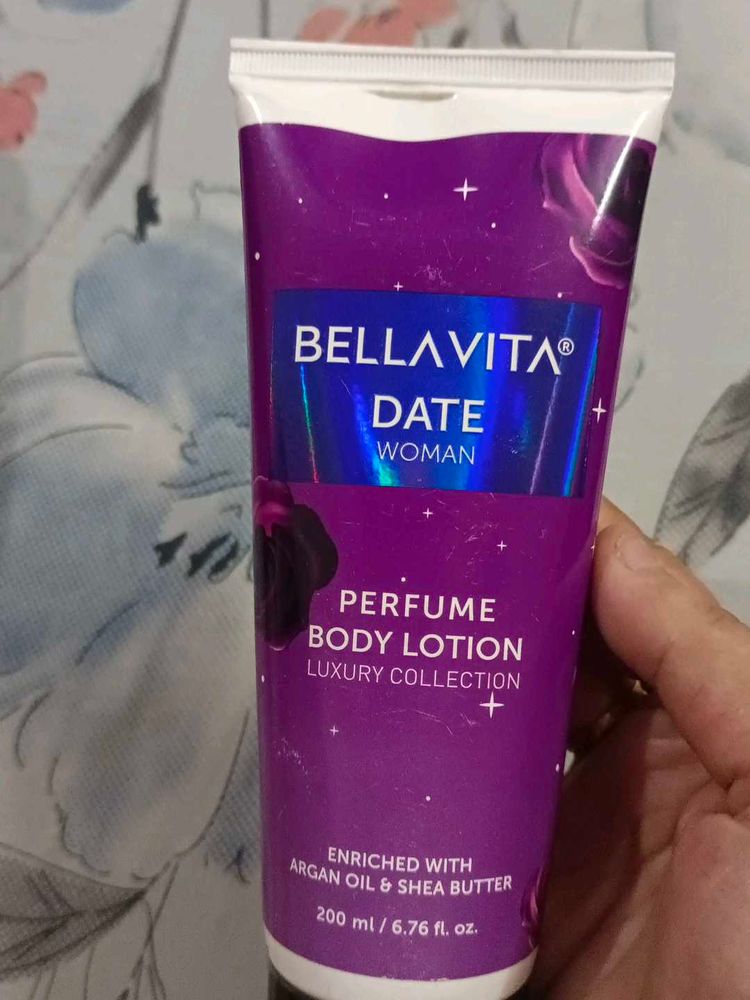 BELLAVITA®
DATE
WOMAN
PERFUME
BODY LOTION
LUXURY COLLECTION
ENRICHED WITH
ARGAN OIL & SHEA BUTTER
200 ml / 6.76 fl. oz.